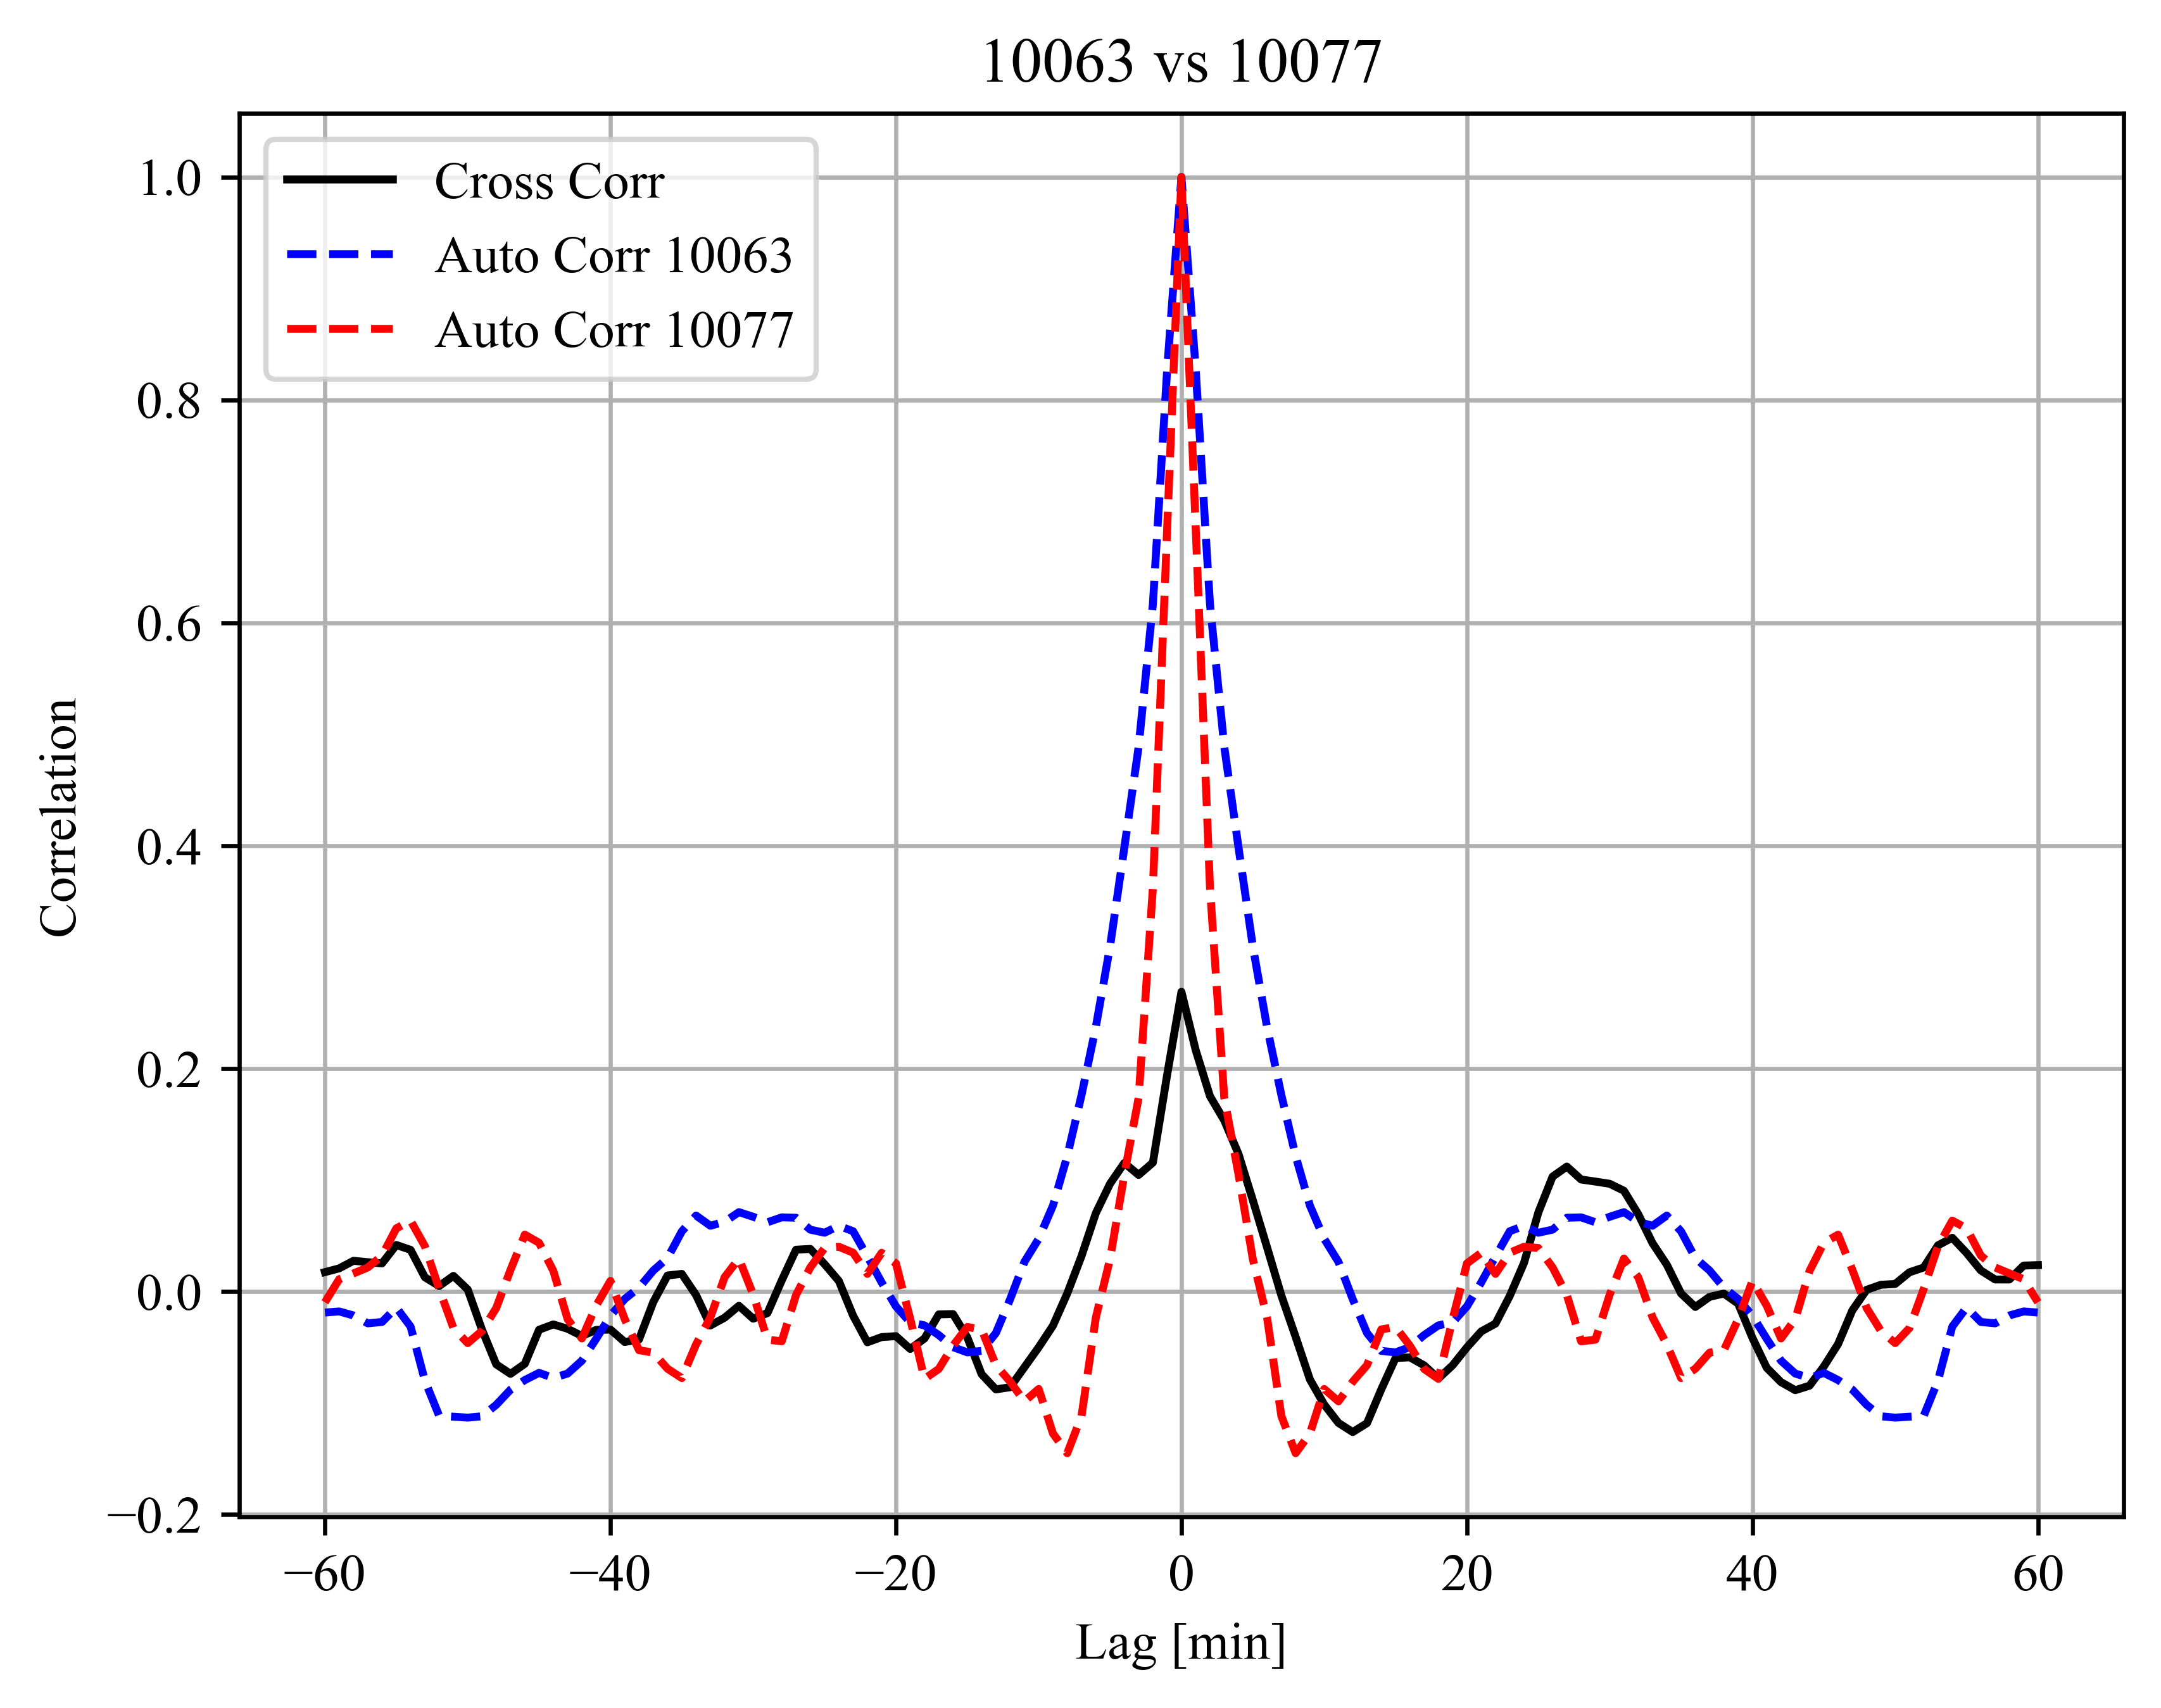 10063 vs 10077
Cross Corr
Auto Corr 10063
Auto Corr 10077
1.0
0.8
0.6
0.4
0.2
0.0
−0.2
Correlation
−60
−40
−20
0
20
40
60
Lag [min]